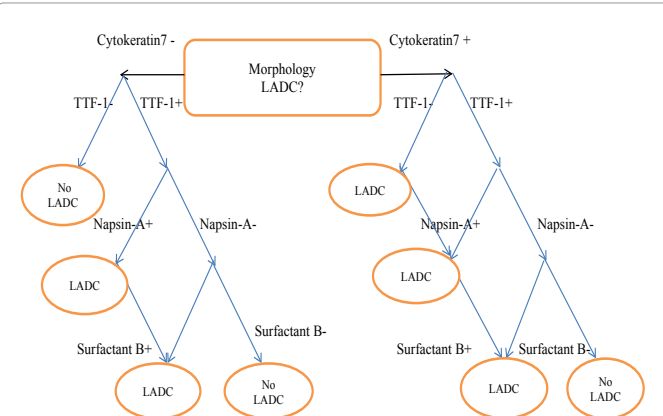 Cytokeratin7 -
Cytokeratin7 +
Morphology
LADC?
TTF-1-
TTF-1+
TTF-1-
TTF-1+
No
LADC
LADC
Napsin-A+
Napsin-A-
Napsin-A+
Napsin-A-
LADC
LADC
Surfactant B-
Surfactant B+
Surfactant B+
Surfactant B-
LADC
No
LADC
LADC
No
LADC